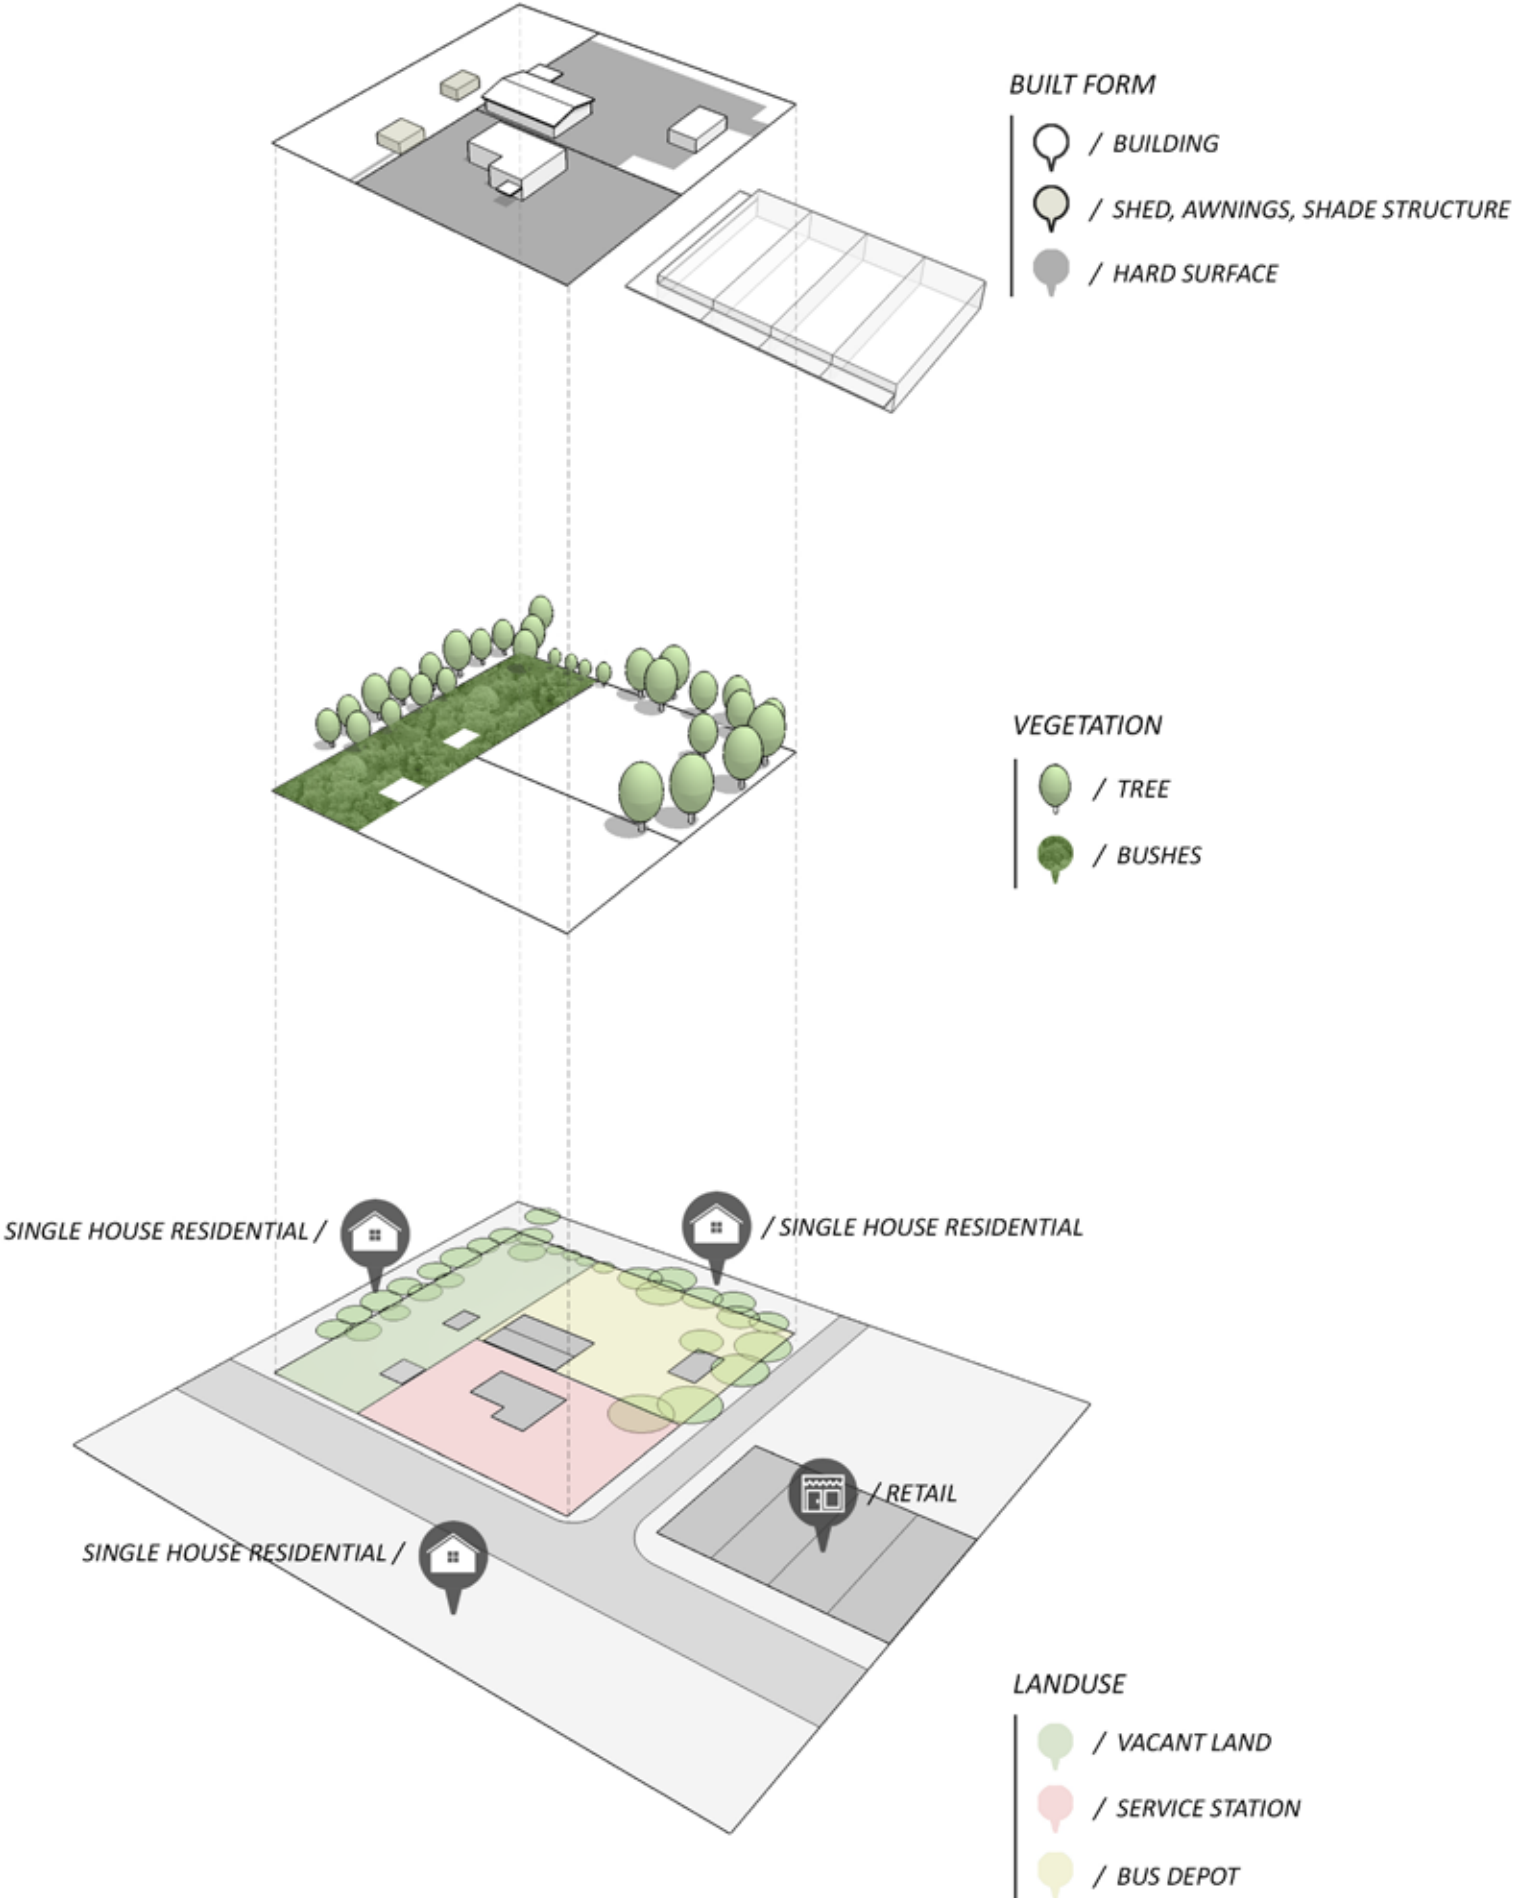 BUILT FORM
/ BUILDING
/ SHED, AWNINGS, SHADE STRUCTURE
/ HARD SURFACE
VEGETATION
/ TREE
/ BUSHES
SINGLE HOUSE RESIDENTIAL /
/ SINGLE HOUSE RESIDENTIAL
/ RETAIL
SINGLE HOUSE RESIDENTIAL /
LANDUSE
/ VACANT LAND
/ SERVICE STATION
/ BUS DEPOT